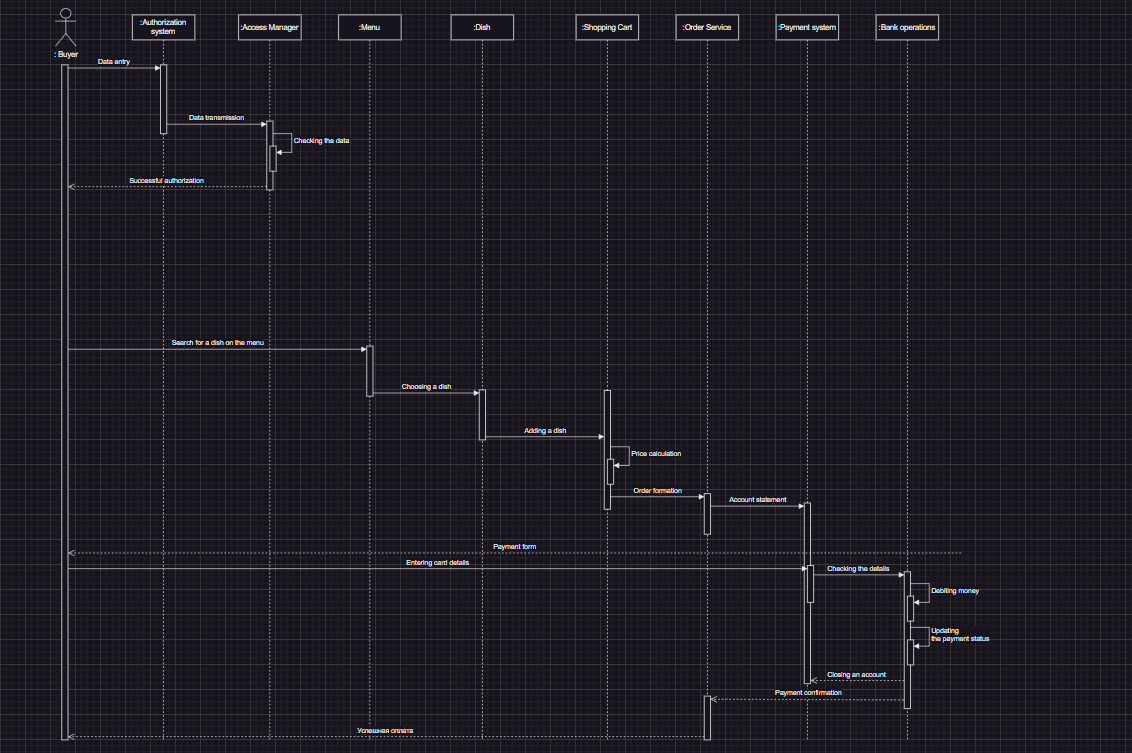 :Authorization
system
:Access Manager
:Menu
:Dish
:Shopping Cart
:Order Service
:Payment system
:Bank operations
: Buyer
Data entry
Data transmission
Checking the data
Successful authorization
Search for a dish on the menu
Choosing a dish
Adding a dish
Price calculation
Order formation
Account statement
Payment form
Entering card details
Checking the details
Debiting money
Updating
the payment status
Closing an account
Payment confirmation
Успешная оплата